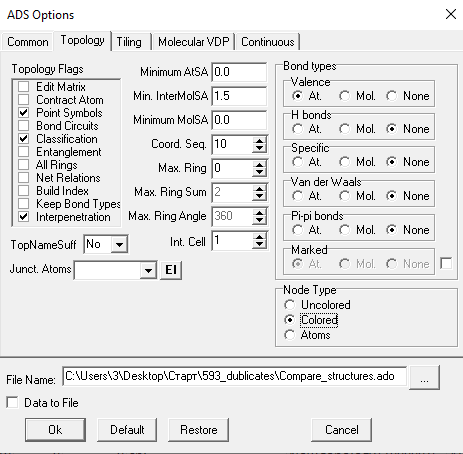 ADS Options
Common Topology Tiling Molecular VDP Continuous
Topology Flags
Edit Matrix
Contract Atom
Point Symbols
Bond Circuits
Classification
Entanglement
All Rings
Net Relations
Build Index
Keep Bond Types
Interpenetration
TopNameSuff No
Junct. Atoms El
Minimum AtSA 0.0
Min. InterMolSA 1.5
Minimum MolSA 0.0
Coord. Seq. 10
Max. Ring 0
Max. Ring Sum 2
Max. Ring Angle 360
Int. Cell 1
Bond types
Valence
At. Mol. None
H bonds
At. Mol. None
Specific
At. Mol. None
Van der Waals
At. Mol. None
Pi-pi bonds
At. Mol. None
Marked
At. Mol. None
Node Type
Uncolored
Colored
Atoms
File Name: C:\Users\3\Desktop\Старт\593_dublicates\Compare_structures.ado ...
Data to File
Ok Default Restore Cancel